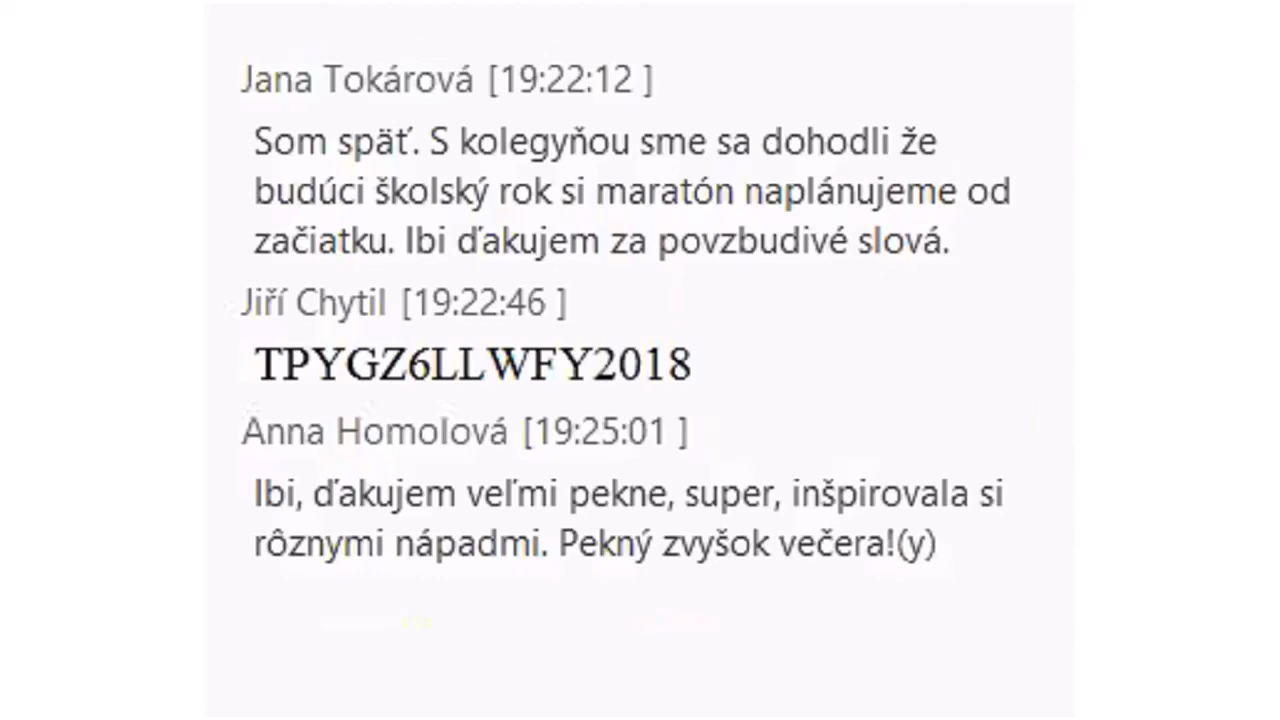 Jana Tokárová [19:22:12 ]
Som späť. S kolegyňou sme sa dohodli že
budúci školský rok si maratón naplánujeme od
začiatku. Ibi ďakujem za povzbudivé slová.
Jiří Chytil [19:22:46 ]
TPYGZ6LLWFY2018
Anna Homolová [19:25:01 ]
Ibi, ďakujem veľmi pekne, super, inšpirovala si
rôznymi nápadmi. Pekný zvyšok večera!(y)